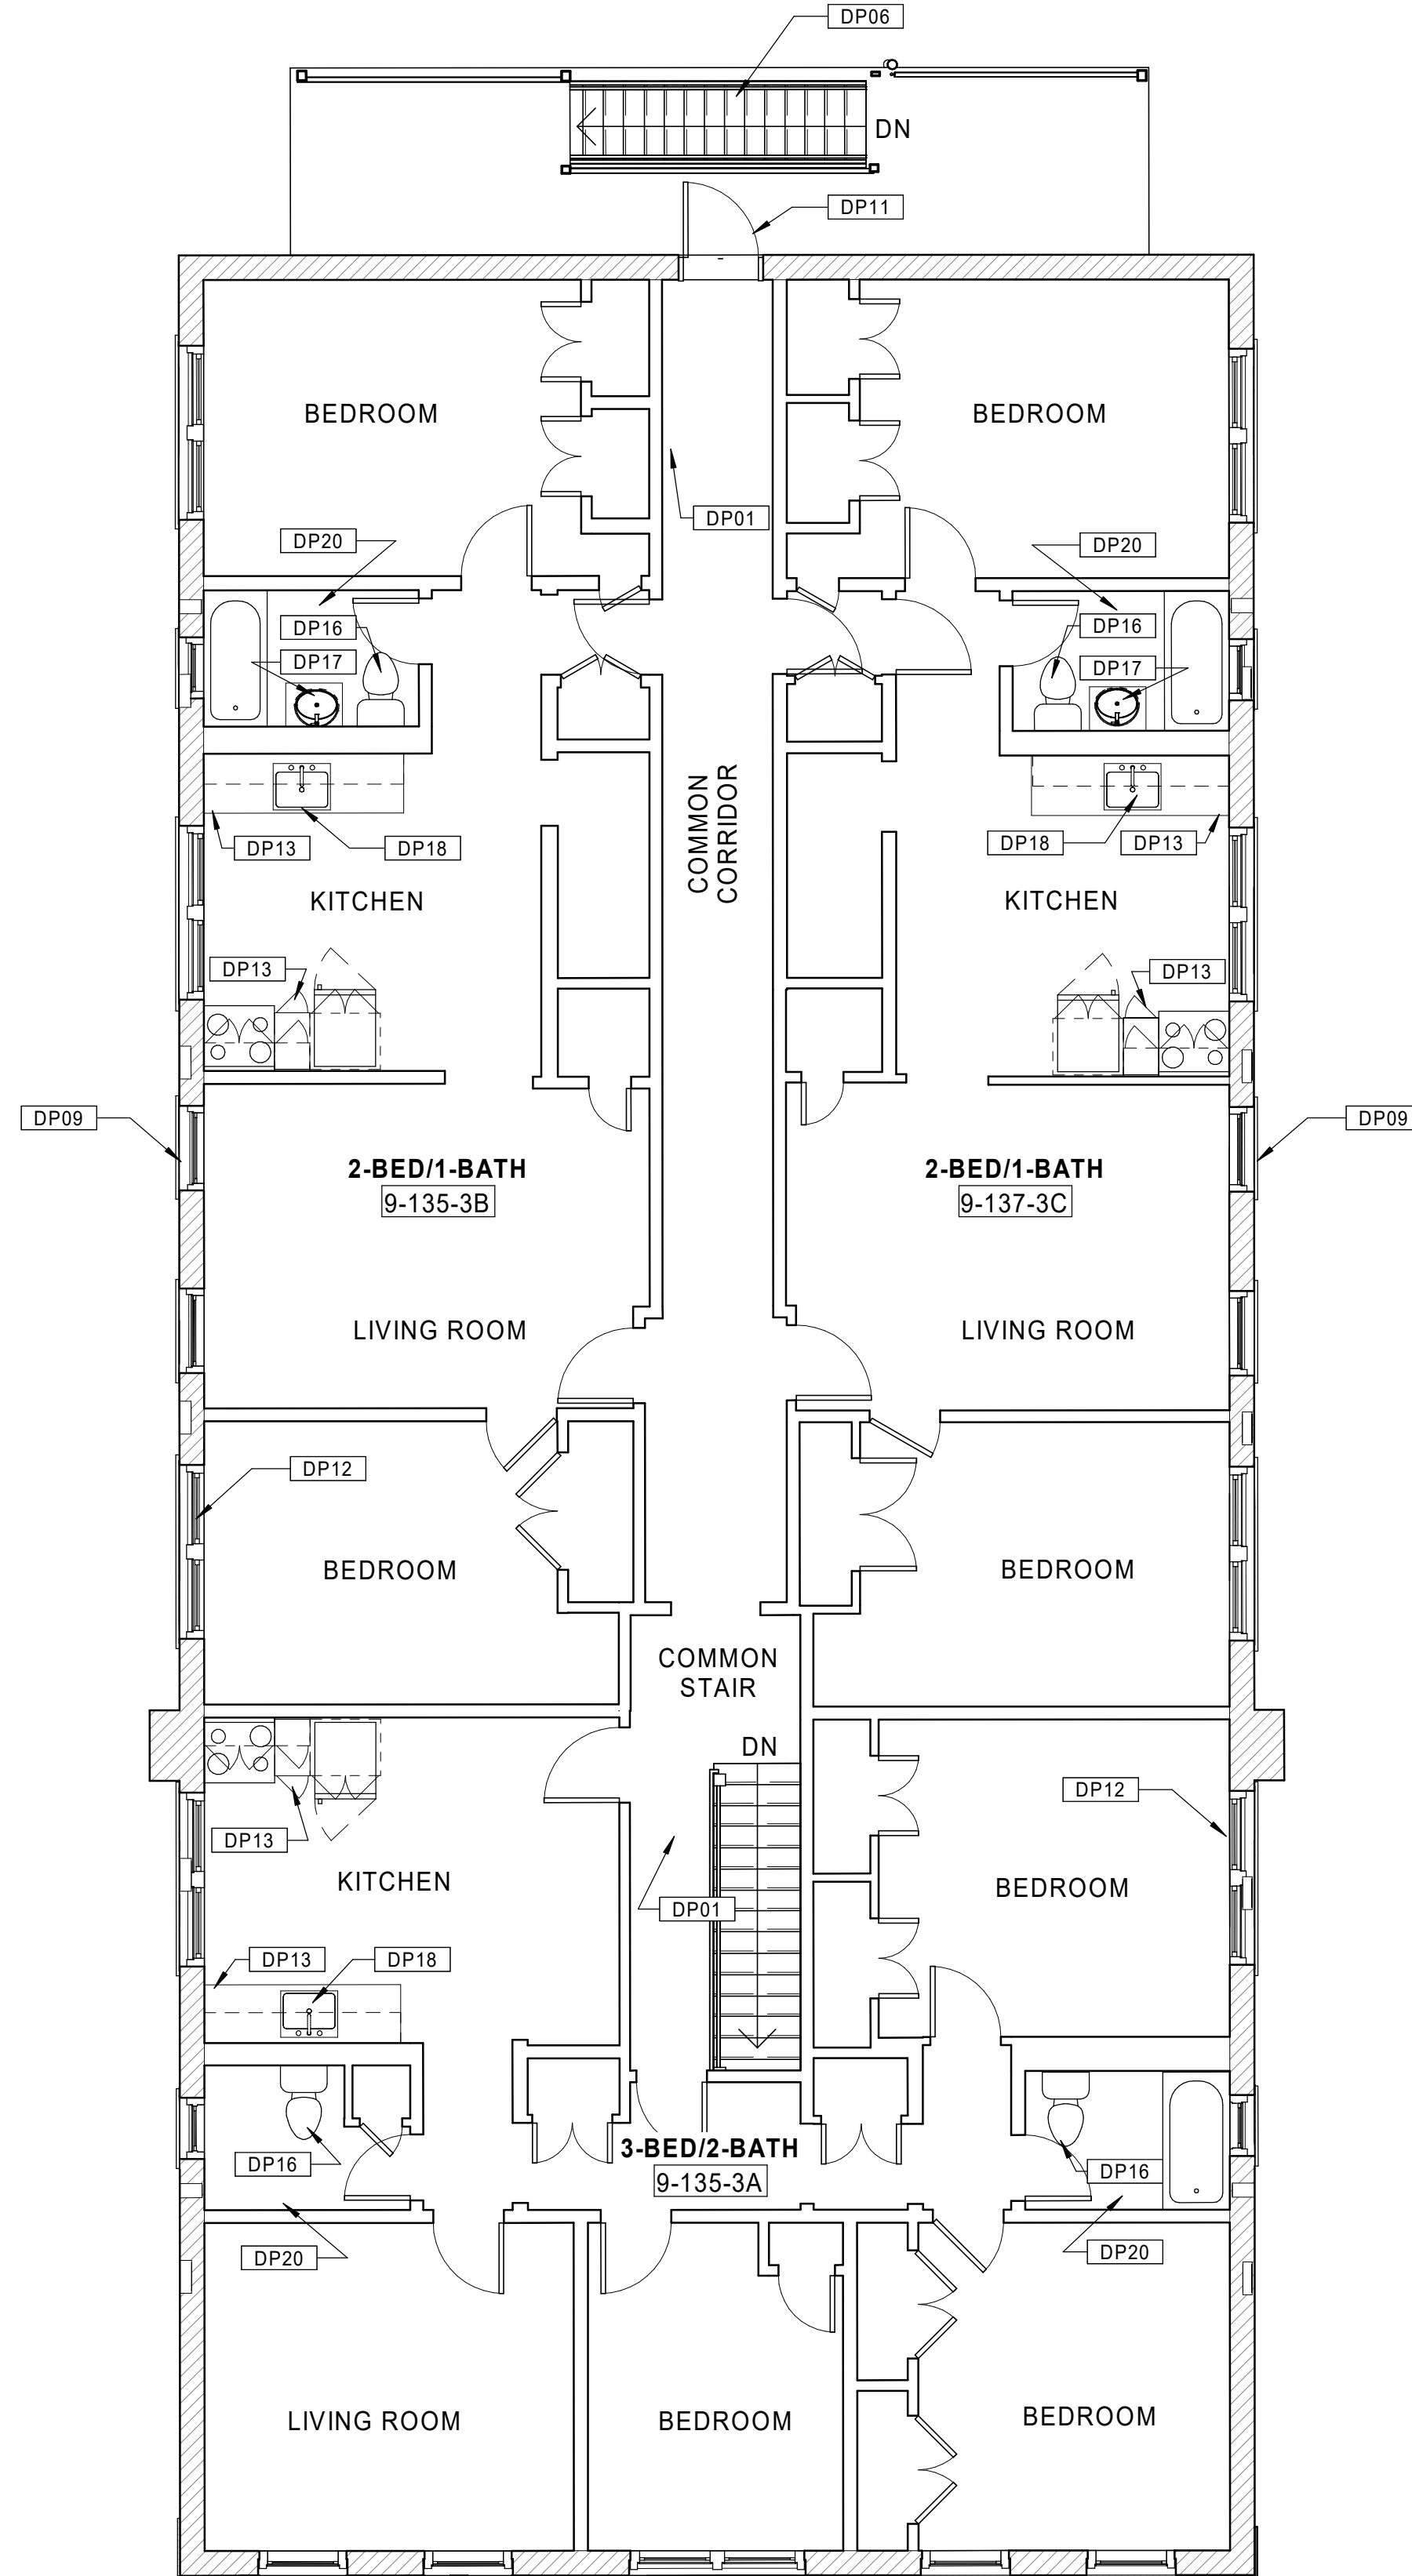 DP06
DN
DP11
BEDROOM
BEDROOM
DP01
DP20
DP20
DP16
DP16
DP17
DP17
COMMON
CORRIDOR
DP13
DP18
DP18
DP13
KITCHEN
KITCHEN
DP13
DP13
DP09
DP09
2-BED/1-BATH
9-135-3B
2-BED/1-BATH
9-137-3C
LIVING ROOM
LIVING ROOM
DP12
BEDROOM
BEDROOM
COMMON
STAIR
DN
DP12
DP13
KITCHEN
BEDROOM
DP01
DP13
DP18
3-BED/2-BATH
9-135-3A
DP16
DP16
DP20
DP20
LIVING ROOM
BEDROOM
BEDROOM